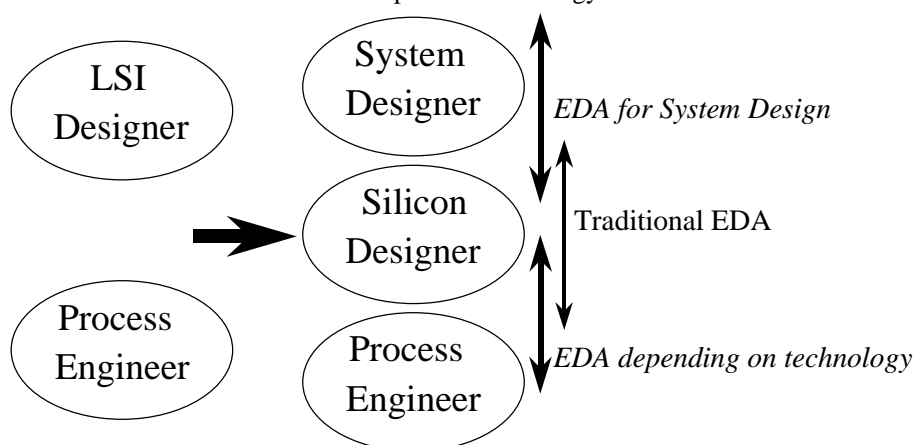 LSI
Designer
Process
Engineer
System
Designer
Silicon
Designer
Process
Engineer
EDA for System Design
Traditional EDA
EDA depending on technology